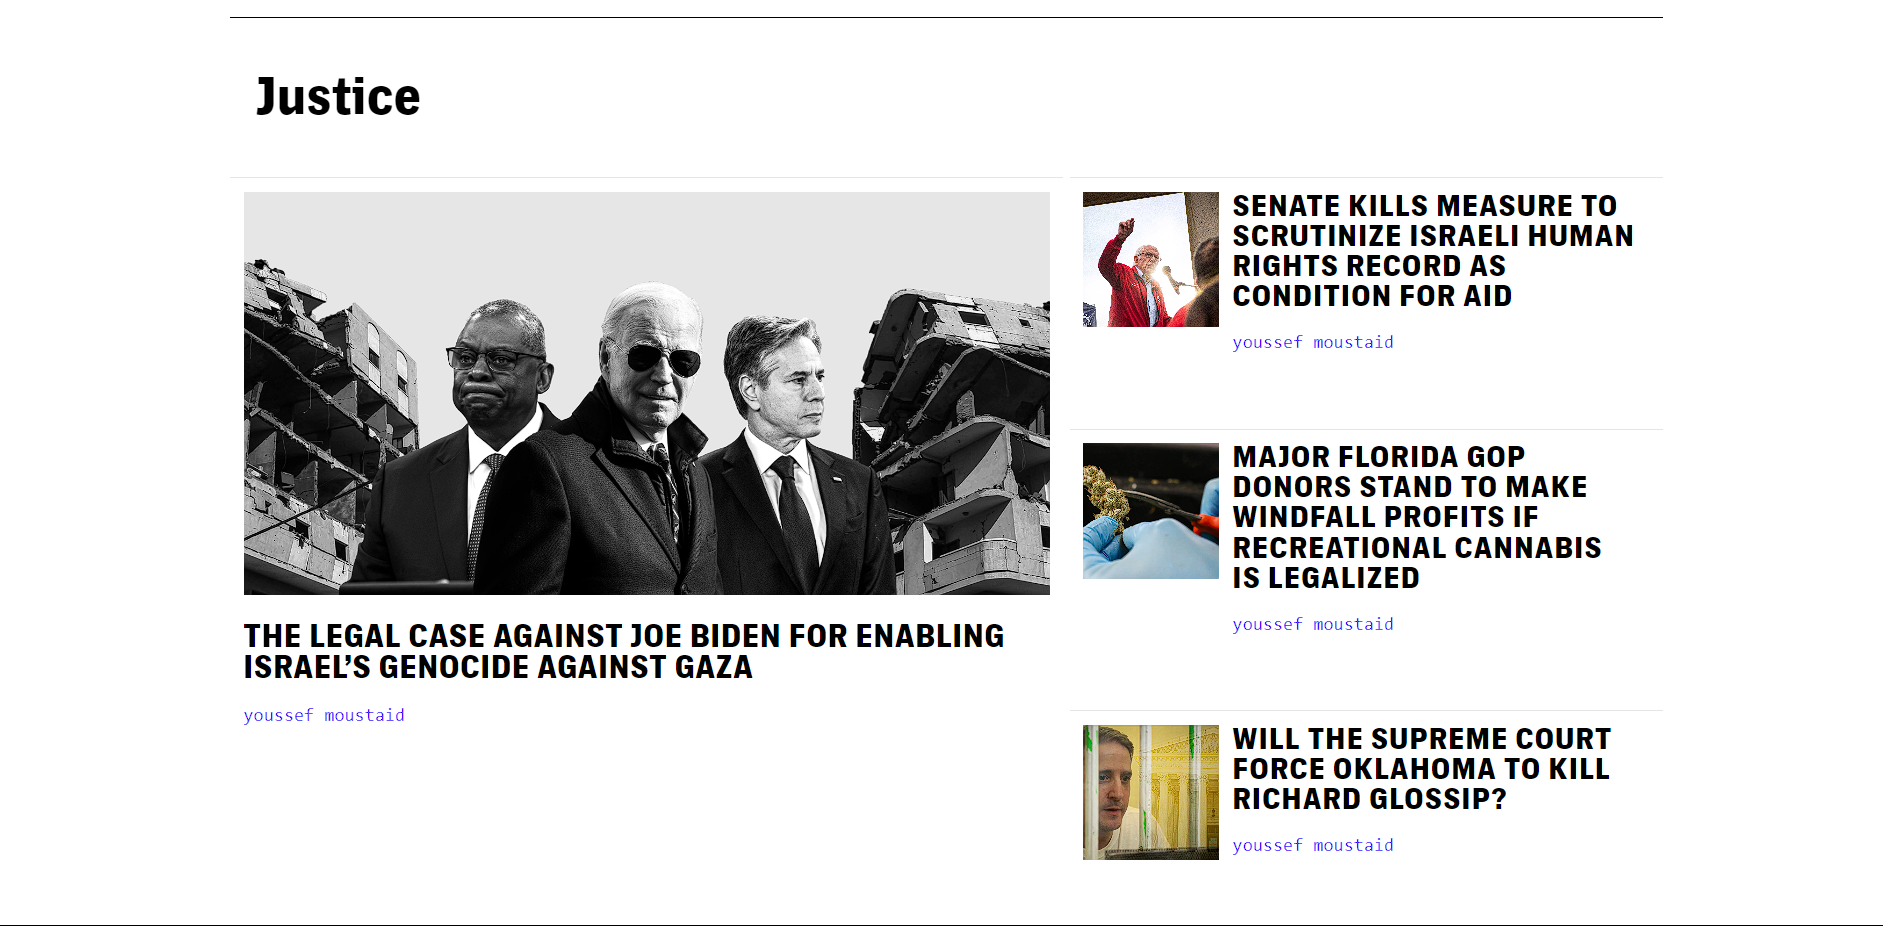 Justice
THE LEGAL CASE AGAINST JOE BIDEN FOR ENABLING
ISRAEL’S GENOCIDE AGAINST GAZA
youssef moustaid
SENATE KILLS MEASURE TO
SCRUTINIZE ISRAELI HUMAN
RIGHTS RECORD AS
CONDITION FOR AID
youssef moustaid
MAJOR FLORIDA GOP
DONORS STAND TO MAKE
WINDFALL PROFITS IF
RECREATIONAL CANNABIS
IS LEGALIZED
youssef moustaid
WILL THE SUPREME COURT
FORCE OKLAHOMA TO KILL
RICHARD GLOSSIP?
youssef moustaid